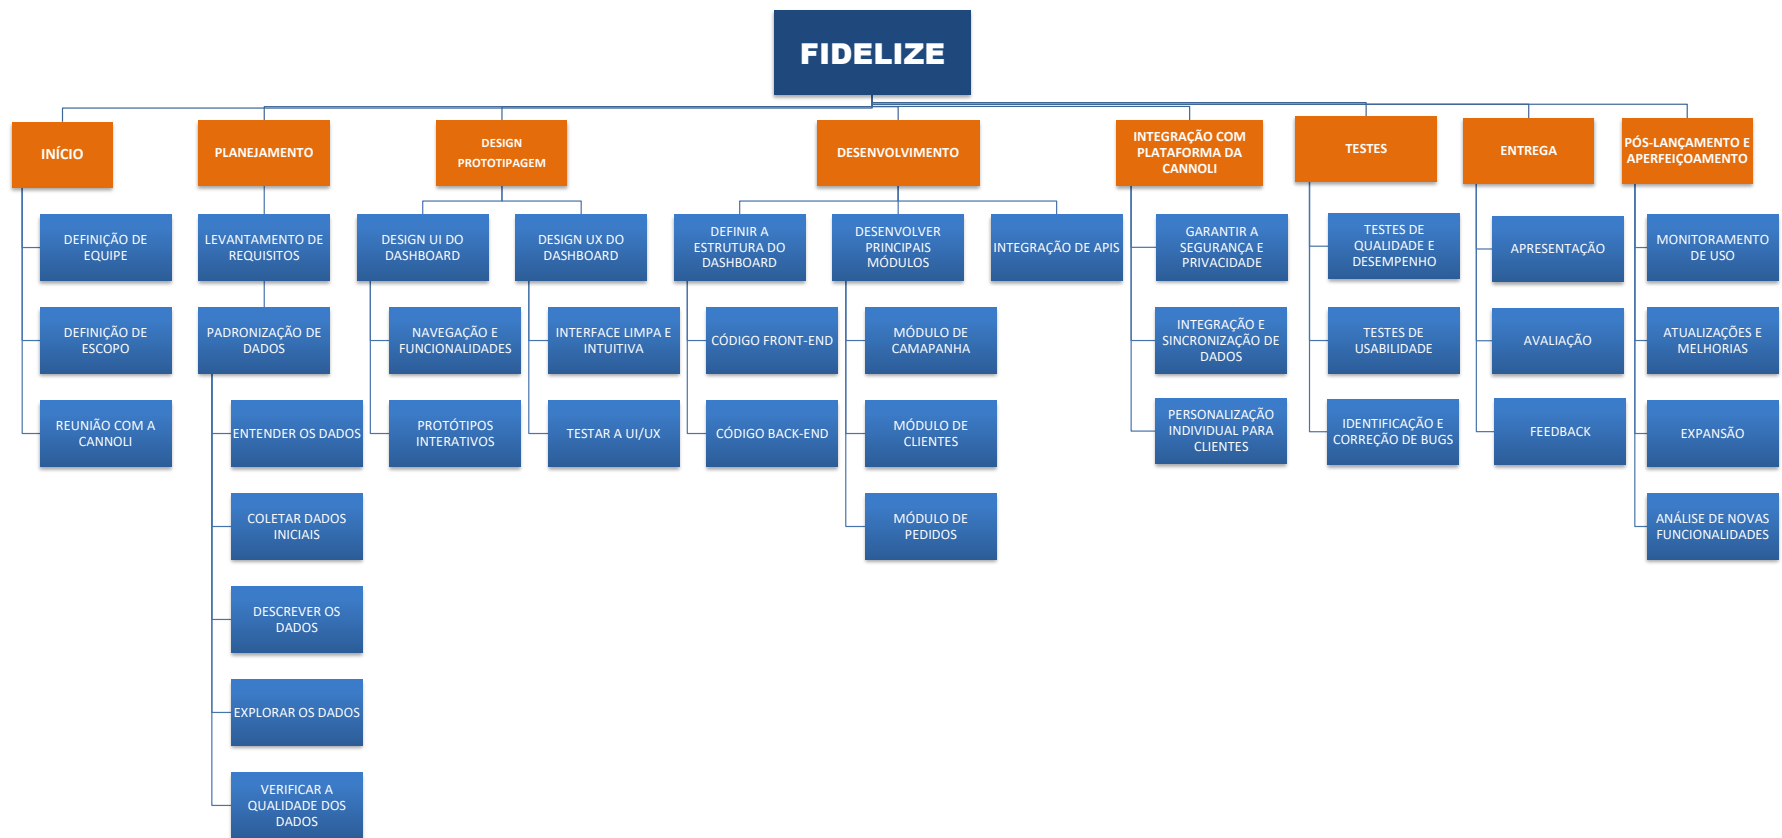 FIDELIZE
INÍCIO
PLANEJAMENTO
DESIGN
PROTOTIPAGEM
DESENVOLVIMENTO
INTEGRAÇÃO COM
PLATAFORMA DA
CANNOLI
TESTES
ENTREGA
PÓS-LANÇAMENTO E
APERFEIÇOAMENTO
DEFINIÇÃO DE
EQUIPE
DEFINIÇÃO DE
ESCOPO
REUNIÃO COM A
CANNOLI
LEVANTAMENTO DE
REQUISITOS
PADRONIZAÇÃO DE
DADOS
ENTENDER OS DADOS
COLETAR DADOS
INICIAIS
DESCREVER OS
DADOS
EXPLORAR OS DADOS
VERIFICAR A
QUALIDADE DOS
DADOS
DESIGN UI DO
DASHBOARD
NAVEGAÇÃO E
FUNCIONALIDADES
PROTÓTIPOS
INTERATIVOS
DESIGN UX DO
DASHBOARD
INTERFACE LIMPA E
INTUITIVA
TESTAR A UI/UX
DEFINIR A
ESTRUTURA DO
DASHBOARD
CÓDIGO FRONT-END
CÓDIGO BACK-END
DESENVOLVER
PRINCIPAIS
MÓDULOS
MÓDULO DE
CAMAPANHA
MÓDULO DE
CLIENTES
MÓDULO DE
PEDIDOS
INTEGRAÇÃO DE APIS
GARANTIR A
SEGURANÇA E
PRIVACIDADE
INTEGRAÇÃO E
SINCRONIZAÇÃO DE
DADOS
PERSONALIZAÇÃO
INDIVIDUAL PARA
CLIENTES
TESTES DE
QUALIDADE E
DESEMPENHO
TESTES DE
USABILIDADE
IDENTIFICAÇÃO E
CORREÇÃO DE BUGS
APRESENTAÇÃO
AVALIAÇÃO
FEEDBACK
MONITORAMENTO
DE USO
ATUALIZAÇÕES E
MELHORIAS
EXPANSÃO
ANÁLISE DE NOVAS
FUNCIONALIDADES